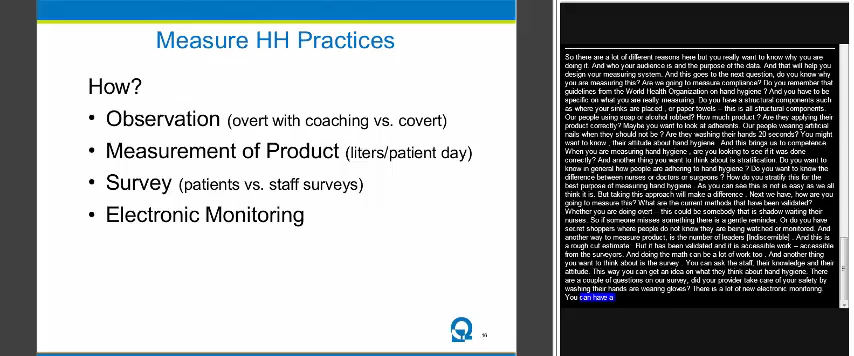 Measure HH Practices
How?
• Observation (overt with coaching vs. covert)
• Measurement of Product (liters/patient day)
• Survey (patients vs. staff surveys)
• Electronic Monitoring
16
So there are a lot of different reasons here but you really want to know why you are
doing it. And who your audience is and the purpose of the data. And that will help you
design your measuring system. And this goes to the next question, do you know why
you are measuring this? Are we going to measure compliance? Do you remember that
guidelines from the World Health Organization on hand hygiene ? And you have to be
specific on what you are really measuring. Do you have a structural components such
as where your sinks are placed , or paper towels – this is all structural components.
Our people using soap or alcohol robbed? How much product ? Are they applying their
product correctly? Maybe you want to look at adherents. Our people wearing artificial
nails when they should not be ? Are they washing their hands 20 seconds? You might
want to know , their attitude about hand hygiene . And this brings us to competence.
When you are measuring hand hygiene , are you looking to see if it was done
correctly? And another thing you want to think about is stratification. Do you want to
know in general how people are adhering to hand hygiene ? Do you want to know the
difference between nurses or doctors or surgeons ? How do you stratify this for the
best purpose of measuring hand hygiene . As you can see this is not is easy as we all
think it is. But taking this approach will make a difference . Next we have, how are you
going to measure this? What are the current methods that have been validated?
Whether you are doing overt – this could be somebody that is shadow waiting their
nurses. So if someone misses something there is a gentle reminder. Or do you have
secret shoppers where people do not know they are being watched or monitored. And
another way to measure product, is the number of leaders [Indiscernible] . And this is
a rough cut estimate . But it has been validated and it is accessible work – accessible
from the surveyors. And doing the math can be a lot of work too . And another thing
you want to think about is the survey . You can ask the staff, their knowledge and their
attitude. This way you can get an idea on what they think about hand hygiene. There
are a couple of questions on our survey, did your provider take care of your safety by
washing their hands are wearing gloves? There is a lot of new electronic monitoring.
You can have a